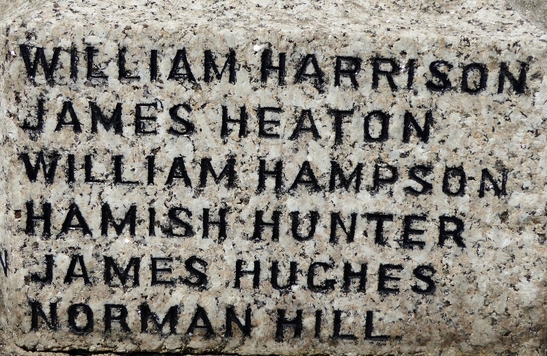 WILLIAM HARRISON
JAMES HEATON
WILLIAM HAMPSON
HAMISH HUNTER
JAMES HUGHES
NORMAN HILL